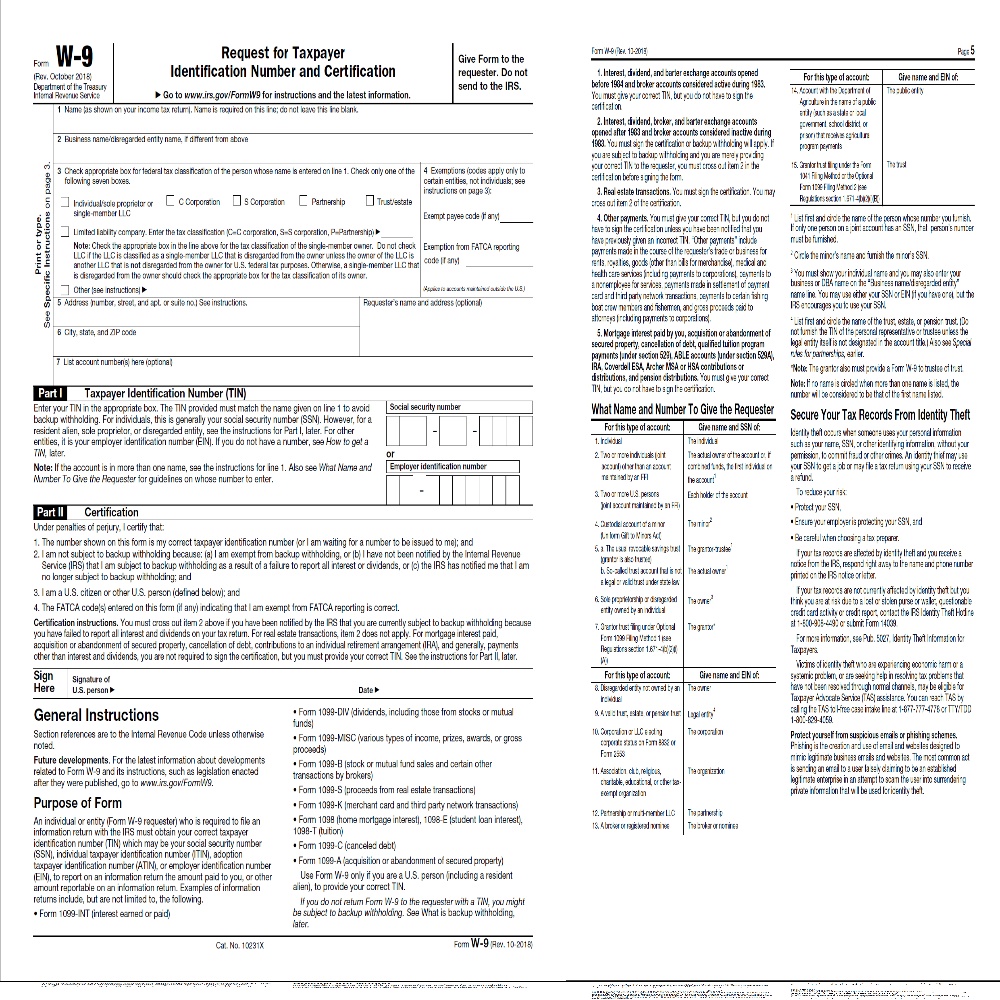 Form W-9
(Rev. October 2018)
Department of the Treasury
Internal Revenue Service
Request for Taxpayer
Identification Number and Certification
▶ Go to www.irs.gov/FormW9 for instructions and the latest information.
Give Form to the
requester. Do not
send to the IRS.
Print or type.
See Specific Instructions on page 3.
1 Name (as shown on your income tax return). Name is required on this line; do not leave this line blank.
2 Business name/disregarded entity name, if different from above
3 Check appropriate box for federal tax classification of the person whose name is entered on line 1. Check only one of the
following seven boxes.
Individual/sole proprietor or
single-member LLC
C Corporation
S Corporation
Partnership
Trust/estate
Limited liability company. Enter the tax classification (C=C corporation, S=S corporation, P=Partnership) ▶
Note: Check the appropriate box in the line above for the tax classification of the single-member owner. Do not check
LLC if the LLC is classified as a single-member LLC that is disregarded from the owner unless the owner of the LLC is
another LLC that is not disregarded from the owner for U.S. federal tax purposes. Otherwise, a single-member LLC that
is disregarded from the owner should check the appropriate box for the tax classification of its owner.
Other (see instructions) ▶
4 Exemptions (codes apply only to
certain entities, not individuals; see
instructions on page 3):
Exempt payee code (if any)
Exemption from FATCA reporting
code (if any)
(Applies to accounts maintained outside the U.S.)
5 Address (number, street, and apt. or suite no.) See instructions.
Requester's name and address (optional)
6 City, state, and ZIP code
7 List account number(s) here (optional)
Part I Taxpayer Identification Number (TIN)
Enter your TIN in the appropriate box. The TIN provided must match the name given on line 1 to avoid
backup withholding. For individuals, this is generally your social security number (SSN). However, for a
resident alien, sole proprietor, or disregarded entity, see the instructions for Part I, later. For other
entities, it is your employer identification number (EIN). If you do not have a number, see How to get a
TIN, later.
Note: If the account is in more than one name, see the instructions for line 1. Also see What Name and
Number To Give the Requester for guidelines on whose number to enter.
Social security number
– –
or
Employer identification number
–
Part II Certification
Under penalties of perjury, I certify that:
1. The number shown on this form is my correct taxpayer identification number (or I am waiting for a number to be issued to me); and
2. I am not subject to backup withholding because: (a) I am exempt from backup withholding, or (b) I have not been notified by the Internal Revenue
Service (IRS) that I am subject to backup withholding as a result of a failure to report all interest or dividends, or (c) the IRS has notified me that I am
no longer subject to backup withholding; and
3. I am a U.S. citizen or other U.S. person (defined below); and
4. The FATCA code(s) entered on this form (if any) indicating that I am exempt from FATCA reporting is correct.
Certification instructions. You must cross out item 2 above if you have been notified by the IRS that you are currently subject to backup withholding because
you have failed to report all interest and dividends on your tax return. For real estate transactions, item 2 does not apply. For mortgage interest paid,
acquisition or abandonment of secured property, cancellation of debt, contributions to an individual retirement arrangement (IRA), and generally, payments
other than interest and dividends, you are not required to sign the certification, but you must provide your correct TIN. See the instructions for Part II, later.
Sign
Here
Signature of
U.S. person ▶
Date ▶
General Instructions
Section references are to the Internal Revenue Code unless otherwise
noted.
Future developments. For the latest information about developments
related to Form W-9 and its instructions, such as legislation enacted
after they were published, go to www.irs.gov/FormW9.
Purpose of Form
An individual or entity (Form W-9 requester) who is required to file an
information return with the IRS must obtain your correct taxpayer
identification number (TIN) which may be your social security number
(SSN), individual taxpayer identification number (ITIN), adoption
taxpayer identification number (ATIN), or employer identification number
(EIN), to report on an information return the amount paid to you, or other
amount reportable on an information return. Examples of information
returns include, but are not limited to, the following.
• Form 1099-INT (interest earned or paid)
• Form 1099-DIV (dividends, including those from stocks or mutual
funds)
• Form 1099-MISC (various types of income, prizes, awards, or gross
proceeds)
• Form 1099-B (stock or mutual fund sales and certain other
transactions by brokers)
• Form 1099-S (proceeds from real estate transactions)
• Form 1099-K (merchant card and third party network transactions)
• Form 1098 (home mortgage interest), 1098-E (student loan interest),
1098-T (tuition)
• Form 1099-C (canceled debt)
• Form 1099-A (acquisition or abandonment of secured property)
Use Form W-9 only if you are a U.S. person (including a resident
alien), to provide your correct TIN.
If you do not return Form W-9 to the requester with a TIN, you might
be subject to backup withholding. See What is backup withholding,
later.
Cat. No. 10231X
Form W-9 (Rev. 10-2018)
Form W-9 (Rev. 10-2018)
Page 5
1. Interest, dividend, and barter exchange accounts opened
before 1984 and broker accounts considered active during 1983.
You must give your correct TIN, but you do not have to sign the
certification.
2. Interest, dividend, broker, and barter exchange accounts
opened after 1983 and broker accounts considered inactive during
1983. You must sign the certification or backup withholding will apply. If
you are subject to backup withholding and you are merely providing
your correct TIN to the requester, you must cross out item 2 in the
certification before signing the form.
3. Real estate transactions. You must sign the certification. You may
cross out item 2 of the certification.
4. Other payments. You must give your correct TIN, but you do not
have to sign the certification unless you have been notified that you
have previously given an incorrect TIN. "Other payments" include
payments made in the course of the requester's trade or business for
rents, royalties, goods (other than bills for merchandise), medical and
health care services (including payments to corporations), payments to
a nonemployee for services, payments made in settlement of payment
card and third party network transactions, payments to certain fishing
boat crew members and fishermen, and gross proceeds paid to
attorneys (including payments to corporations).
5. Mortgage interest paid by you, acquisition or abandonment of
secured property, cancellation of debt, qualified tuition program
payments (under section 529), ABLE accounts (under section 529A),
IRA, Coverdell ESA, Archer MSA or HSA contributions or
distributions, and pension distributions. You must give your correct
TIN, but you do not have to sign the certification.
What Name and Number To Give the Requester
For this type of account:
Give name and SSN of:
1. Individual
The individual
2. Two or more individuals (joint
account) other than an account
maintained by an FFI
The actual owner of the account or, if
combined funds, the first individual on
the account¹
3. Two or more U.S. persons
(joint account maintained by an FFI)
Each holder of the account
4. Custodial account of a minor
(Uniform Gift to Minors Act)
The minor²
5. a. The usual revocable savings trust
(grantor is also trustee)
The grantor-trustee¹
b. So-called trust account that is not
a legal or valid trust under state law
The actual owner¹
6. Sole proprietorship or disregarded
entity owned by an individual
The owner³
7. Grantor trust filing under Optional
Form 1099 Filing Method 1 (see
Regulations section 1.671-4(b)(2)(i)
(A))
The grantor*
For this type of account:
Give name and EIN of:
8. Disregarded entity not owned by an
individual
The owner
9. A valid trust, estate, or pension trust
Legal entity⁴
10. Corporation or LLC electing
corporate status on Form 8832 or
Form 2553
The corporation
11. Association, club, religious,
charitable, educational, or other tax-
exempt organization
The organization
12. Partnership or multi-member LLC
The partnership
13. A broker or registered nominee
The broker or nominee
For this type of account:
Give name and EIN of:
14. Account with the Department of
Agriculture in the name of a public
entity (such as a state or local
government, school district, or
prison) that receives agricultural
program payments
The public entity
15. Grantor trust filing under the Form
1041 Filing Method or the Optional
Form 1099 Filing Method 2 (see
Regulations section 1.671-4(b)(2)(i)(B))
The trust
¹ List first and circle the name of the person whose number you furnish.
If only one person on a joint account has an SSN, that person's number
must be furnished.
² Circle the minor's name and furnish the minor's SSN.
³ You must show your individual name and you may also enter your
business or DBA name on the "Business name/disregarded entity"
name line. You may use either your SSN or EIN (if you have one), but the
IRS encourages you to use your SSN.
⁴ List first and circle the name of the trust, estate, or pension trust. (Do
not furnish the TIN of the personal representative or trustee unless the
legal entity itself is not designated in the account title.) Also see Special
rules for partnerships, earlier.
*Note: The grantor also must provide a Form W-9 to trustee of trust.
Note: If no name is circled when more than one name is listed, the
number will be considered to be that of the first name listed.
Secure Your Tax Records From Identity Theft
Identity theft occurs when someone uses your personal information
such as your name, SSN, or other identifying information, without your
permission, to commit fraud or other crimes. An identity thief may use
your SSN to get a job or may file a tax return using your SSN to receive
a refund.
To reduce your risk:
• Protect your SSN,
• Ensure your employer is protecting your SSN, and
• Be careful when choosing a tax preparer.
If your tax records are affected by identity theft and you receive a
notice from the IRS, respond right away to the name and phone number
printed on the IRS notice or letter.
If your tax records are not currently affected by identity theft but you
think you are at risk due to a lost or stolen purse or wallet, questionable
credit card activity or credit report, contact the IRS Identity Theft Hotline
at 1-800-908-4490 or submit Form 14039.
For more information, see Pub. 5027, Identity Theft Information for
Taxpayers.
Victims of identity theft who are experiencing economic harm or a
systemic problem, or are seeking help in resolving tax problems that
have not been resolved through normal channels, may be eligible for
Taxpayer Advocate Service (TAS) assistance. You can reach TAS by
calling the TAS toll-free case intake line at 1-877-777-4778 or TTY/TDD
1-800-829-4059.
Protect yourself from suspicious emails or phishing schemes.
Phishing is the creation and use of email and websites designed to
mimic legitimate business emails and websites. The most common act
is sending an email to a user falsely claiming to be an established
legitimate enterprise in an attempt to scam the user into surrendering
private information that will be used for identity theft.